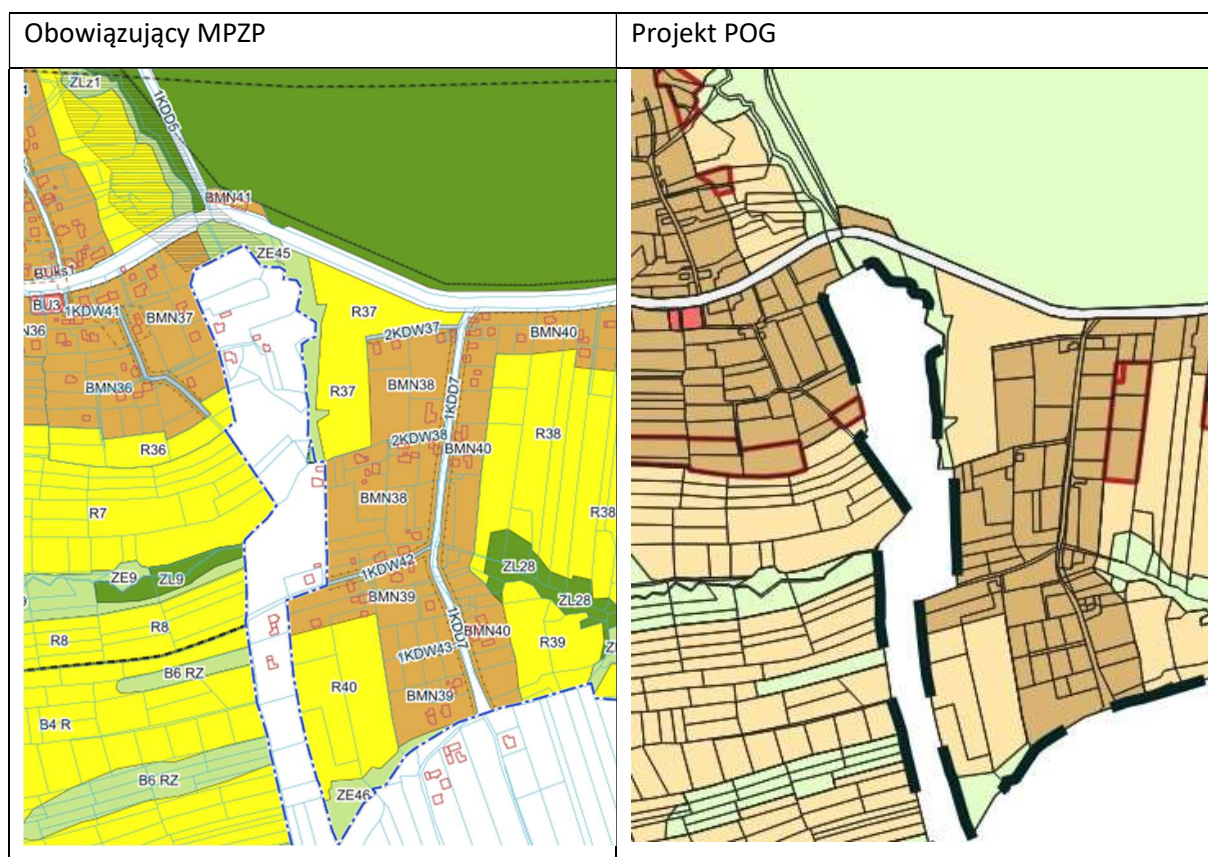 Obowiązujący MPZP
Projekt POG
ZLz1
1KDD5
BMN41
ZE45
BUks1
BU3
1KDW41
BMN37
R37
2KDW37
BMN40
N36
BMN36
R37
BMN38
1KDD7
R36
2KDW38
BMN40
R38
R7
BMN38
R38
ZE9
ZL9
1KDW42
ZL28
BMN39
ZL28
R8
R8
1KDD7
BMN40
R39
B6 RZ
1KDW43
R40
BMN39
B4 R
B6 RZ
ZE46